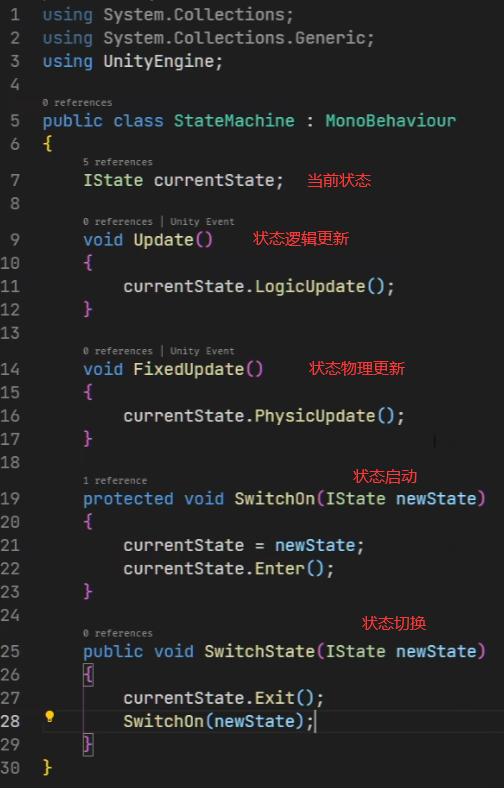 1 using System.Collections;
2 using System.Collections.Generic;
3 using UnityEngine;
4
0 references
5 public class StateMachine : MonoBehaviour
6 {
5 references
7 IState currentState; 当前状态
8
0 references | Unity Event
9 void Update() 状态逻辑更新
10 {
11 currentState.LogicUpdate();
12 }
13
0 references | Unity Event
14 void FixedUpdate() 状态物理更新
15 {
16 currentState.PhysicUpdate();
17 }
18
1 reference 状态启动
19 protected void SwitchOn(IState newState)
20 {
21 currentState = newState;
22 currentState.Enter();
23 }
24
0 references 状态切换
25 public void SwitchState(IState newState)
26 {
27 currentState.Exit();
28 SwitchOn(newState);
29 }
30 }